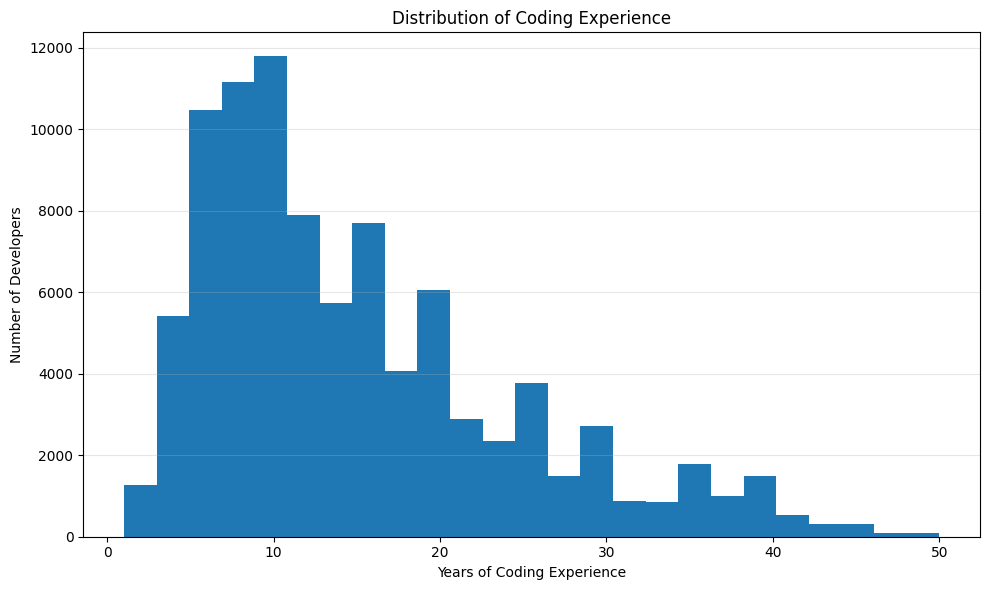 Distribution of Coding Experience
12000
10000
8000
6000
4000
2000
0
Number of Developers
0 10 20 30 40 50
Years of Coding Experience